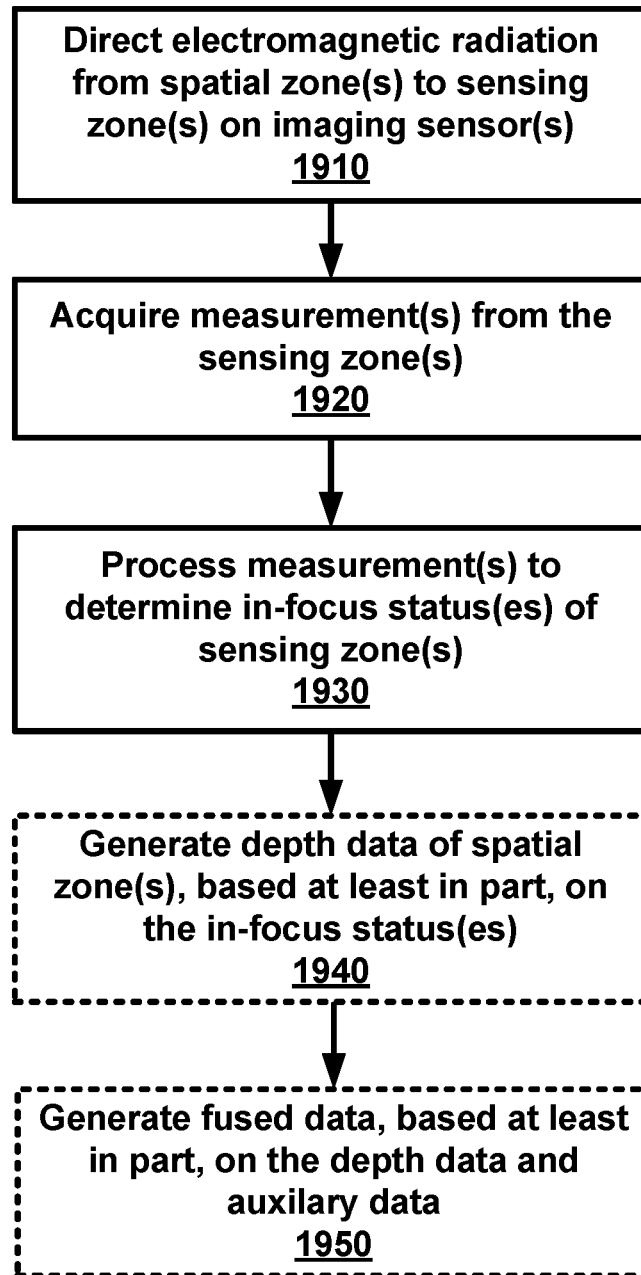 Direct electromagnetic radiation
from spatial zone(s) to sensing
zone(s) on imaging sensor(s)
1910
Acquire measurement(s) from the
sensing zone(s)
1920
Process measurement(s) to
determine in-focus status(es) of
sensing zone(s)
1930
Generate depth data of spatial
zone(s), based at least in part, on
the in-focus status(es)
1940
Generate fused data, based at least
in part, on the depth data and
auxilary data
1950